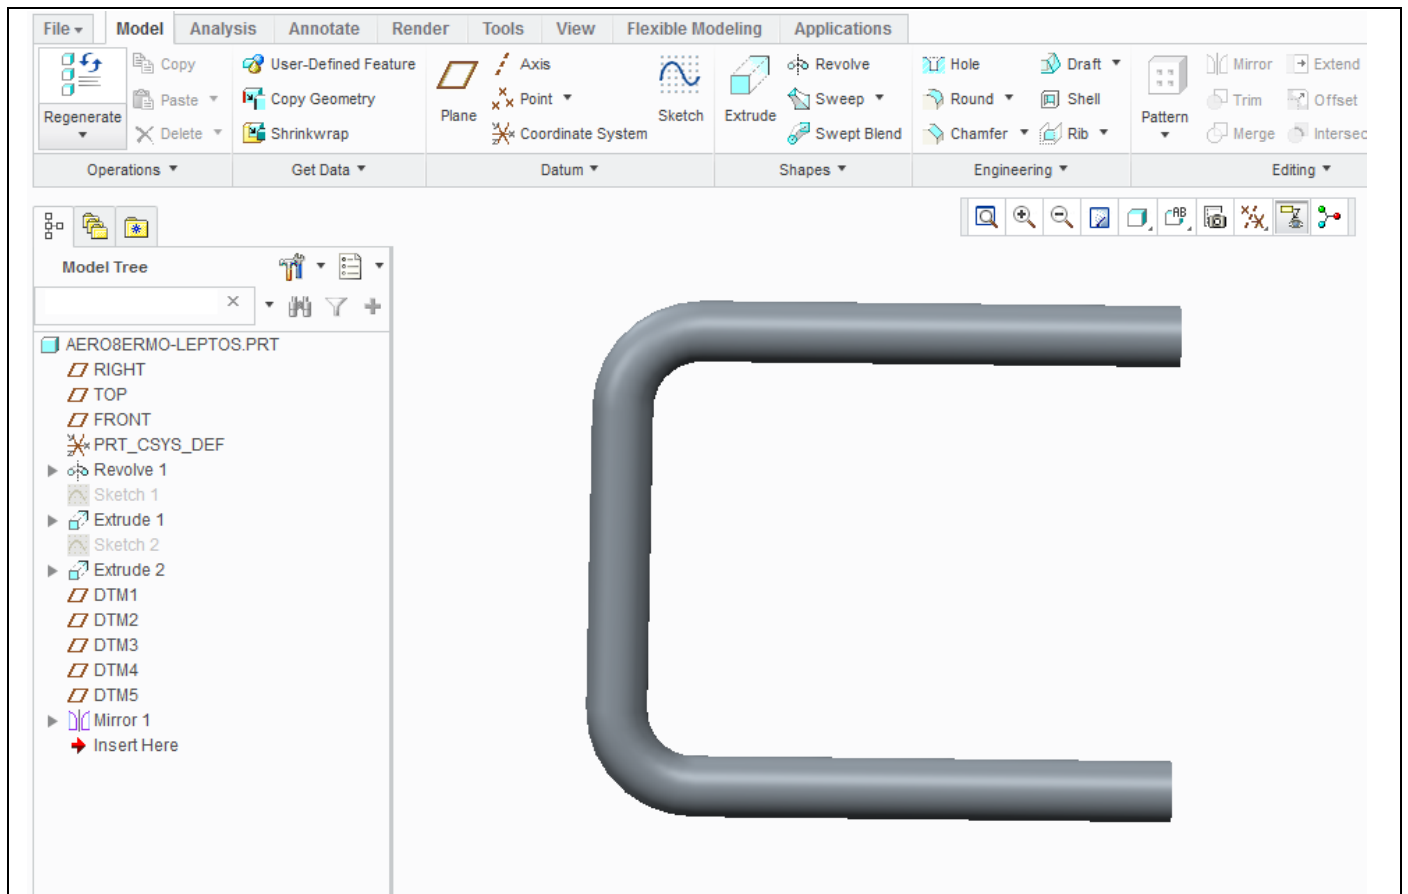 File Model Analysis Annotate Render Tools View Flexible Modeling Applications
Regenerate
Copy
Paste
Delete
User-Defined Feature
Copy Geometry
Shrinkwrap
Plane
Axis
Point
Coordinate System
Sketch
Extrude
Revolve
Sweep
Swept Blend
Hole
Round
Chamfer
Draft
Shell
Rib
Pattern
Mirror
Trim
Merge
Extend
Offset
Intersec
Operations Get Data Datum Shapes Engineering Editing
Model Tree
AERO8ERMO-LEPTOS.PRT
RIGHT
TOP
FRONT
PRT_CSYS_DEF
Revolve 1
Sketch 1
Extrude 1
Sketch 2
Extrude 2
DTM1
DTM2
DTM3
DTM4
DTM5
Mirror 1
Insert Here